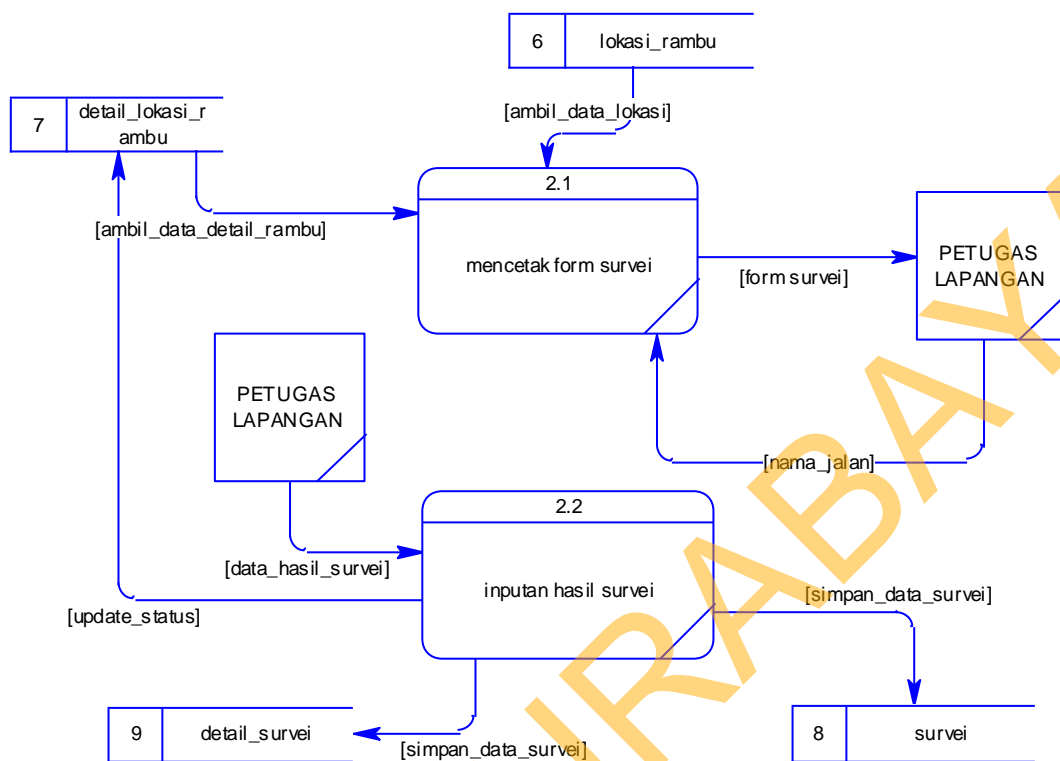 6 lokasi_rambu
[ambil_data_lokasi]
7 detail_lokasi_r
ambu
[ambil_data_detail_rambu]
2.1
mencetak form survei
[form survei]
PETUGAS
LAPANGAN
[nama_jalan]
PETUGAS
LAPANGAN
[data_hasil_survei]
2.2
inputan hasil survei
[update_status]
[simpan_data_survei]
9 detail_survei
[simpan_data_survei]
8 survei
URABAYA